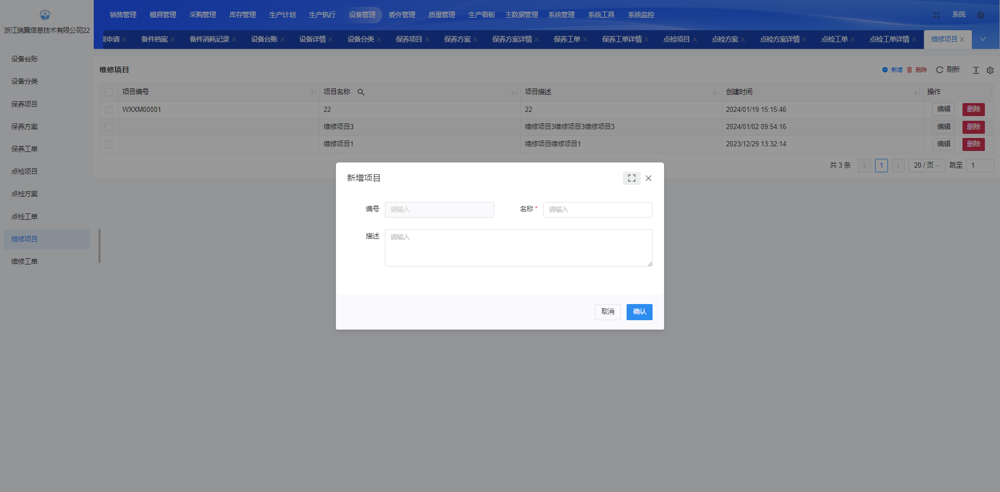 浙江瑞翼信息技术有限公司22
销售管理 模具管理 采购管理 库存管理 生产计划 生产执行 设备管理 委外管理 质量管理 生产看板 主数据管理 系统管理 系统工具 系统监控 系统
申请 备件档案 备件消耗记录 设备台账 设备详情 设备分类 保养项目 保养方案 保养方案详情 保养工单 保养工单详情 点检项目 点检方案 点检方案详情 点检工单 点检工单详情 维修项目
设备台账
设备分类
保养项目
保养方案
保养工单
点检项目
点检方案
点检工单
维修项目
维修工单
维修项目 新增 删除 刷新
项目编号 项目名称 项目描述 创建时间 操作
WXXM00001 22 22 2024/01/19 15:15:46 编辑 删除
维修项目3 维修项目3维修项目3维修项目3 2024/01/02 09:54:16 编辑 删除
维修项目1 维修项目维修项目1 2023/12/29 13:32:14 编辑 删除
共 3 条 1 20 / 页 跳至 1
新增项目
编号 请输入 名称 * 请输入
描述 请输入
取消 确认